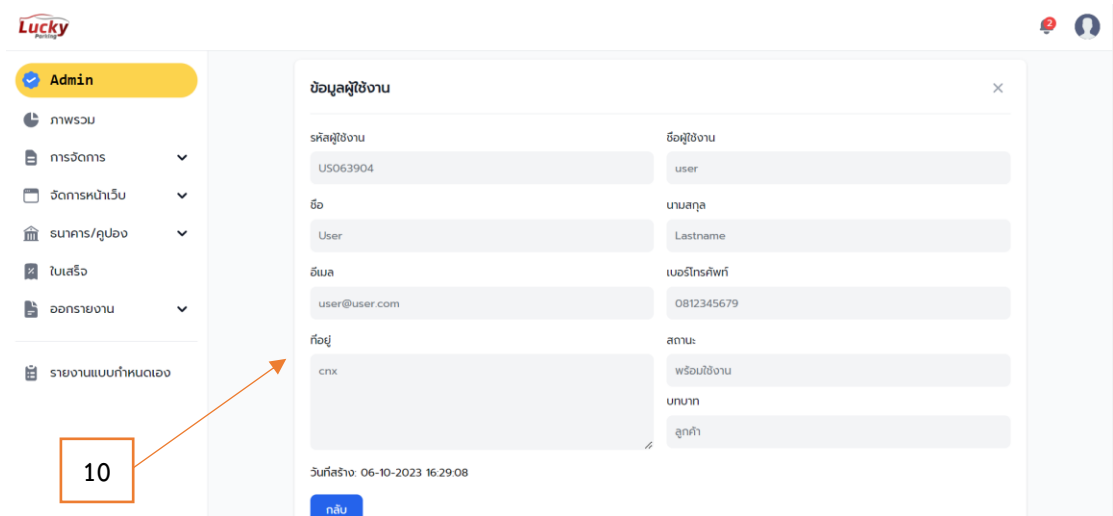 Lucky
Parking
2
Admin
ภาพรวม
การจัดการ
จัดการหน้าเว็บ
ธนาคาร/คูปอง
ใบเสร็จ
ออกรายงาน
รายงานแบบกำหนดเอง
10
ข้อมูลผู้ใช้งาน
รหัสผู้ใช้งาน
US063904
ชื่อผู้ใช้งาน
user
ชื่อ
User
นามสกุล
Lastname
อีเมล
user@user.com
เบอร์โทรศัพท์
0812345679
ที่อยู่
cnx
สถานะ
พร้อมใช้งาน
บทบาท
ลูกค้า
วันที่สร้าง: 06-10-2023 16:29:08
กลับ